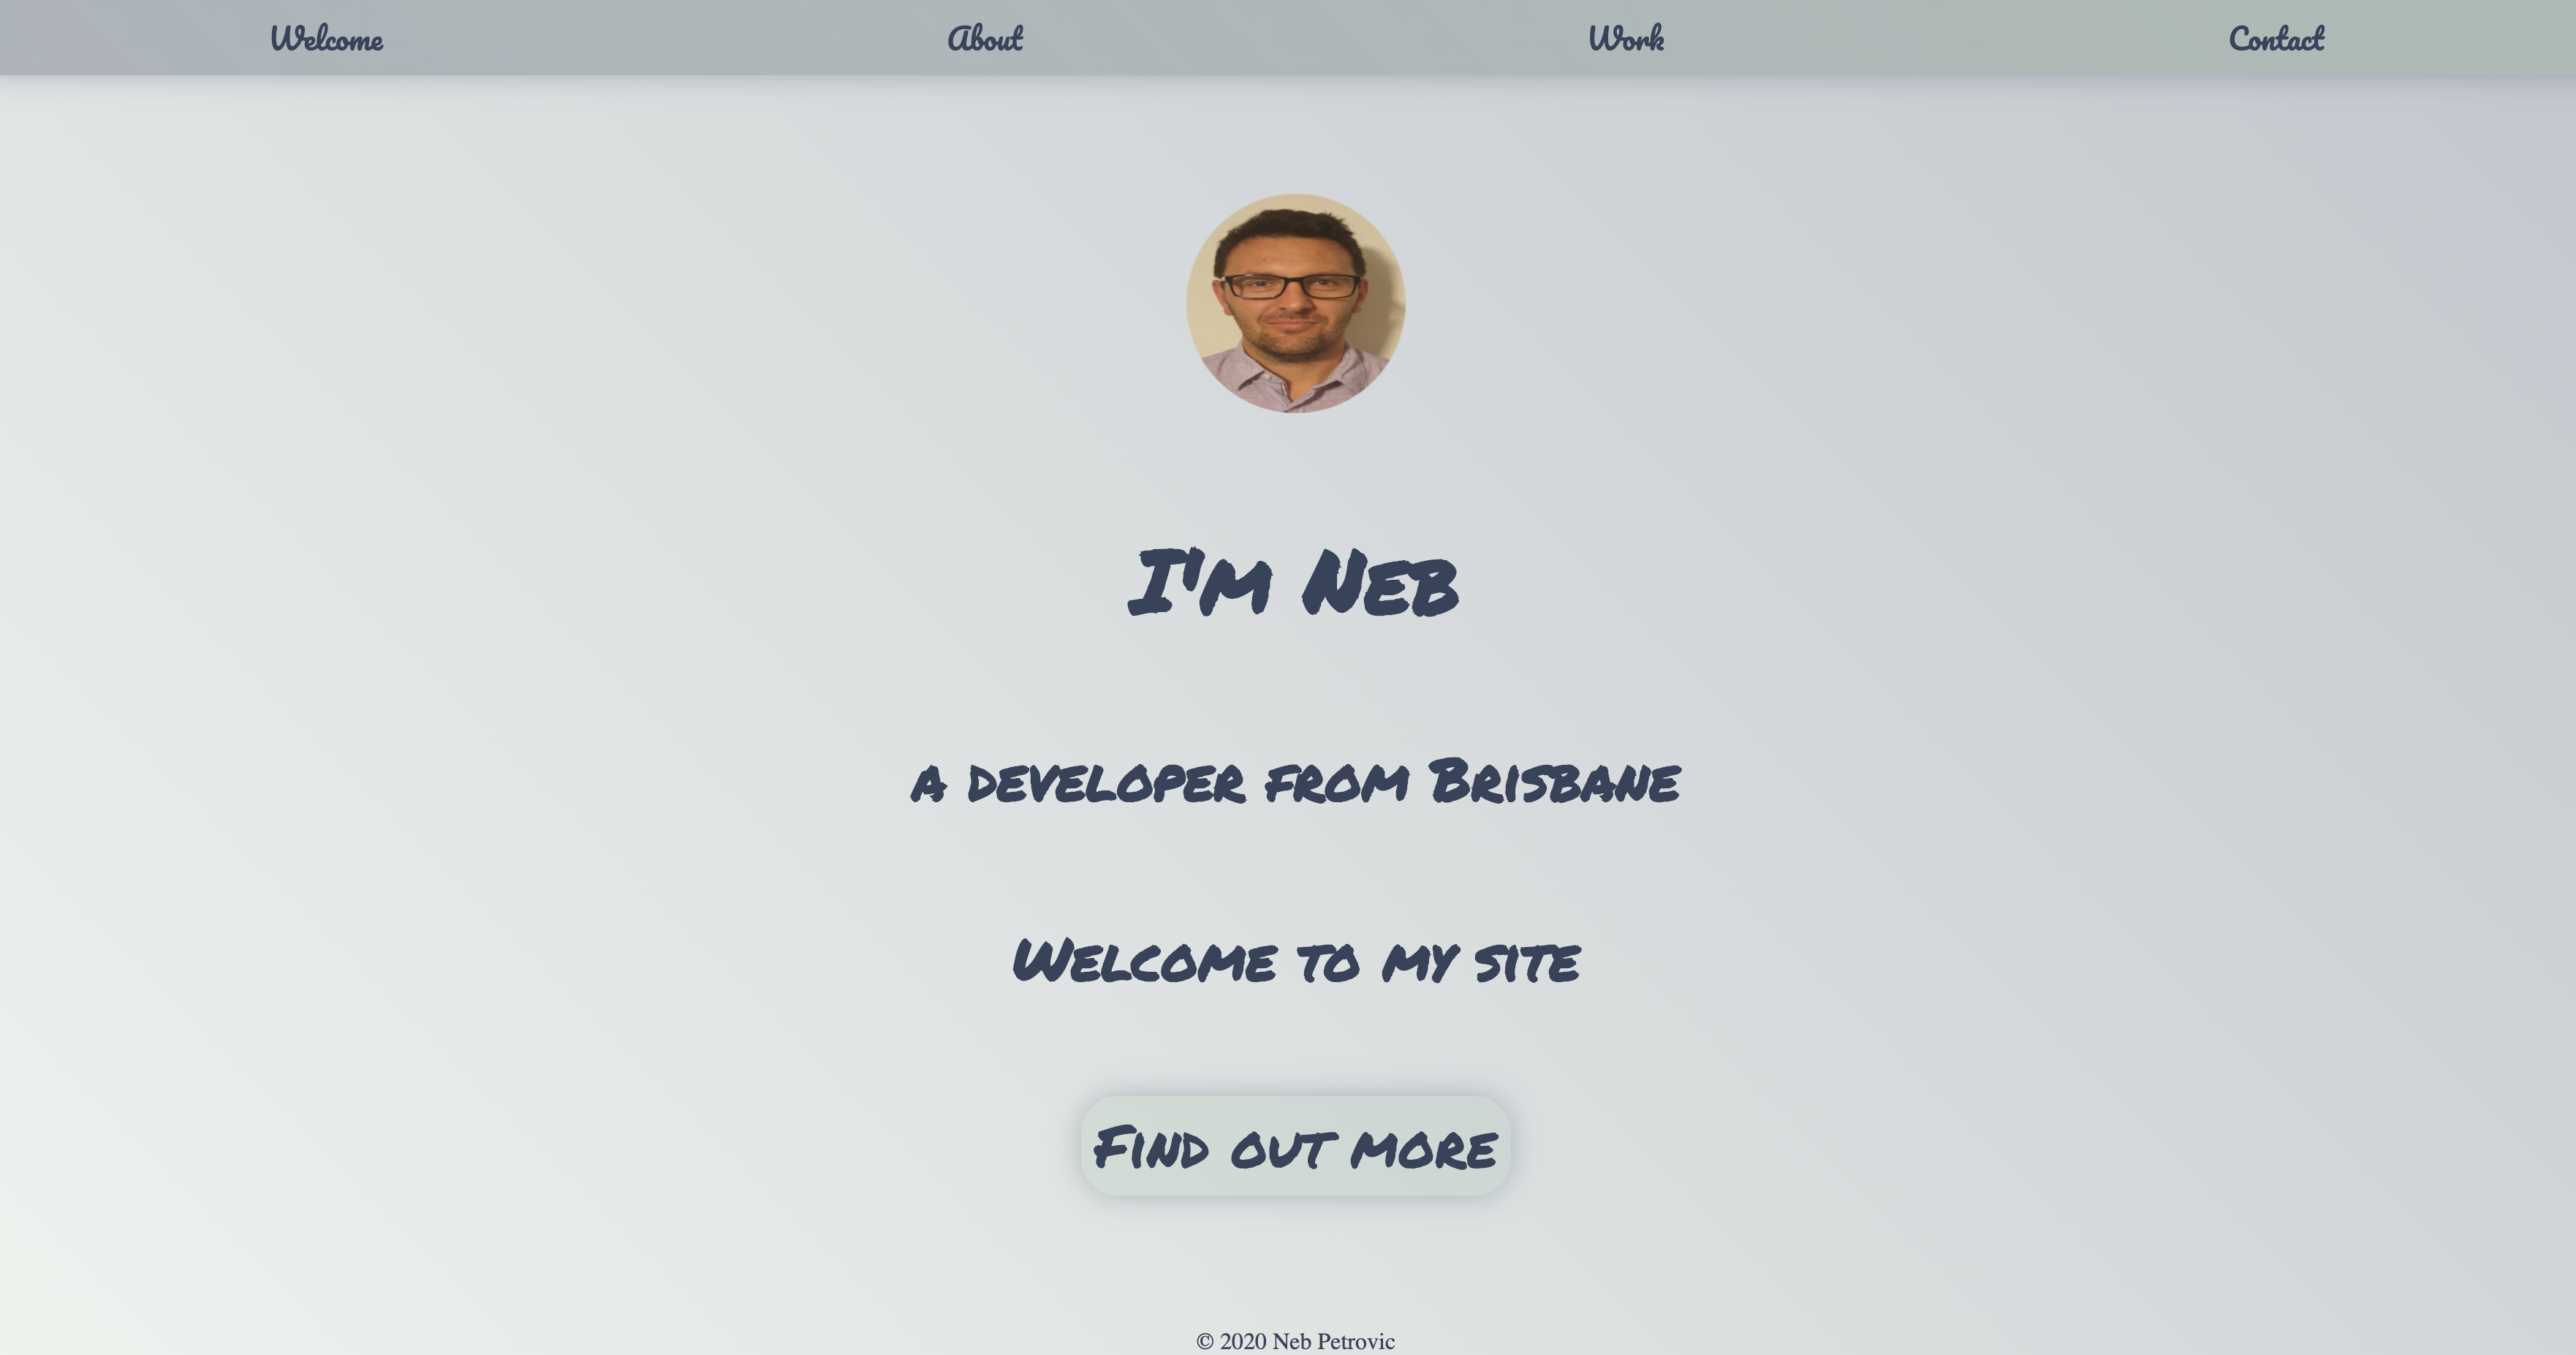 Welcome
About
Work
Contact
I'm Neb
a developer from Brisbane
Welcome to my site
Find out more
© 2020 Neb Petrovic